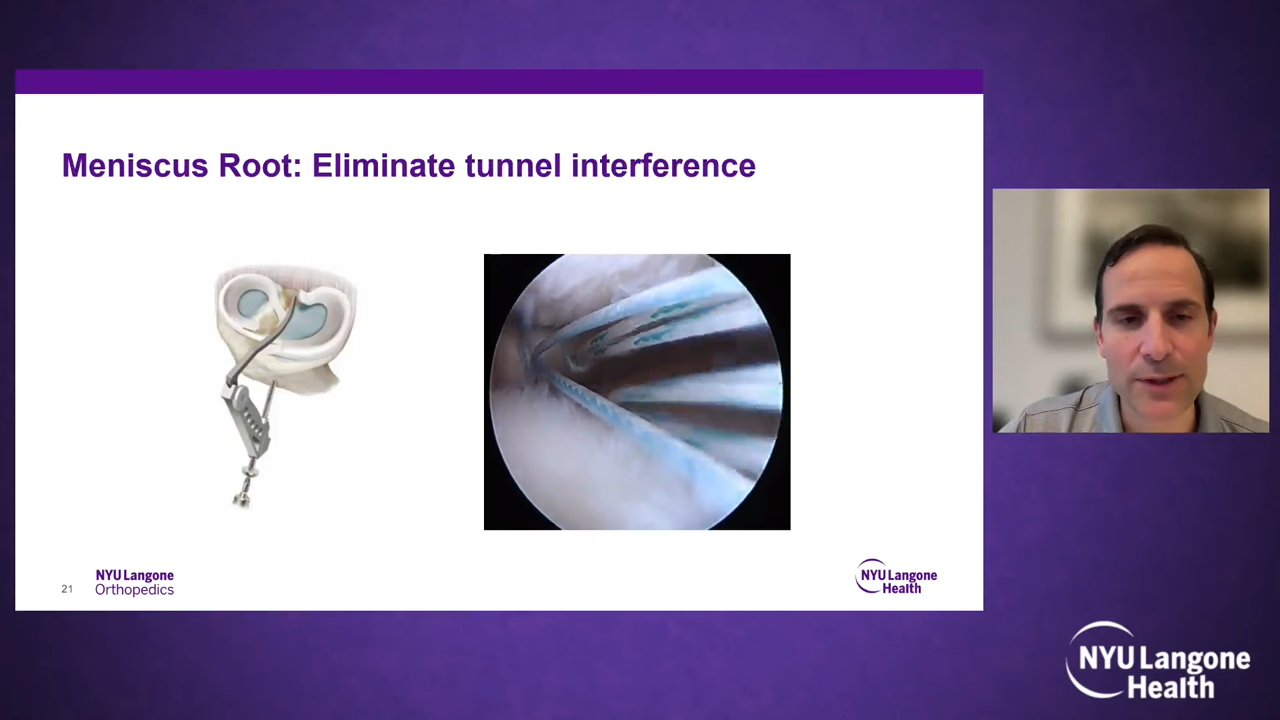 Meniscus Root: Eliminate tunnel interference
21
NYU Langone
Orthopedics
NYU Langone
Health
NYU Langone
Health